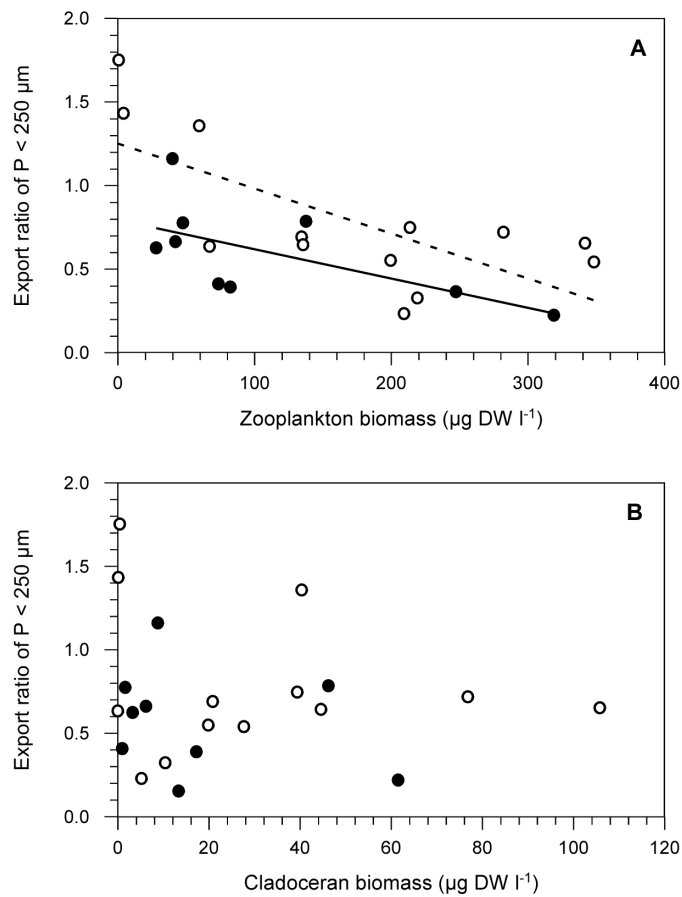 2.0
A
1.5
1.0
0.5
0.0
Export ratio of P < 250 µm
0 100 200 300 400
Zooplankton biomass (µg DW l-1)
2.0
B
1.5
1.0
0.5
0.0
Export ratio of P < 250 µm
0 20 40 60 80 100 120
Cladoceran biomass (µg DW l-1)